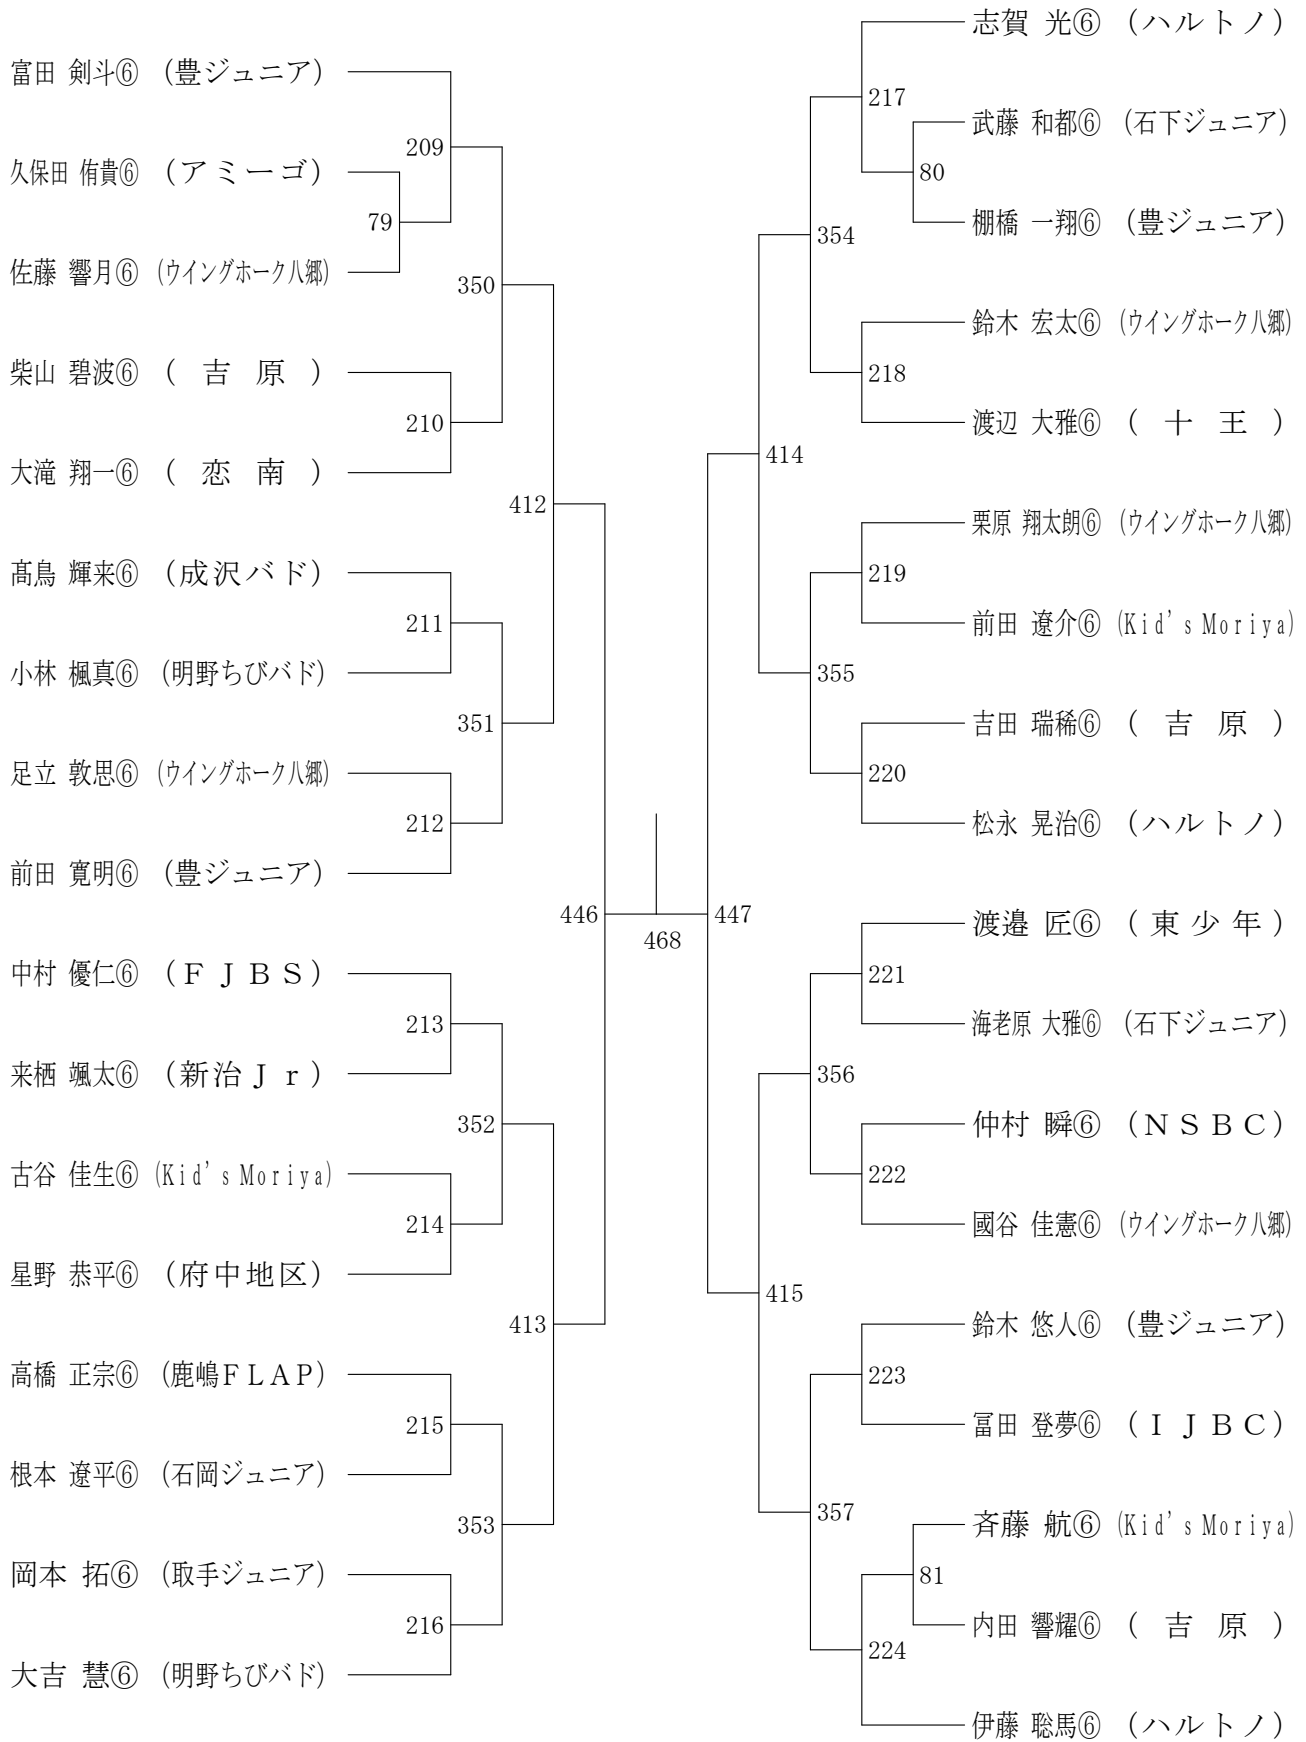 富田 剣斗⑥ (豊ジュニア)
209
久保田 侑貴⑥ (アミーゴ)
79
佐藤 響月⑥ (ウイングホーク八郷)
350
柴山 碧波⑥ ( 吉 原 )
210
大滝 翔一⑥ ( 恋 南 )
412
髙鳥 輝来⑥ (成沢バド)
211
小林 楓真⑥ (明野ちびバド)
351
足立 敦思⑥ (ウイングホーク八郷)
212
前田 寛明⑥ (豊ジュニア)
446
中村 優仁⑥ (FJBS)
213
来栖 颯太⑥ (新治Jr)
352
古谷 佳生⑥ (Kid's Moriya)
214
星野 恭平⑥ (府中地区)
413
高橋 正宗⑥ (鹿嶋FLAP)
215
根本 遼平⑥ (石岡ジュニア)
353
岡本 拓⑥ (取手ジュニア)
216
大吉 慧⑥ (明野ちびバド)
468
志賀 光⑥ (ハルトノ)
217
武藤 和都⑥ (石下ジュニア)
80
棚橋 一翔⑥ (豊ジュニア)
354
鈴木 宏太⑥ (ウイングホーク八郷)
218
渡辺 大雅⑥ ( 十 王 )
414
栗原 翔太朗⑥ (ウイングホーク八郷)
219
前田 遼介⑥ (Kid's Moriya)
355
吉田 瑞稀⑥ ( 吉 原 )
220
松永 晃治⑥ (ハルトノ)
447
渡邉 匠⑥ (東少年)
221
海老原 大雅⑥ (石下ジュニア)
356
仲村 瞬⑥ (NSBC)
222
國谷 佳憲⑥ (ウイングホーク八郷)
415
鈴木 悠人⑥ (豊ジュニア)
223
冨田 登夢⑥ (IJBC)
357
斉藤 航⑥ (Kid's Moriya)
81
内田 響耀⑥ ( 吉 原 )
224
伊藤 聡馬⑥ (ハルトノ)